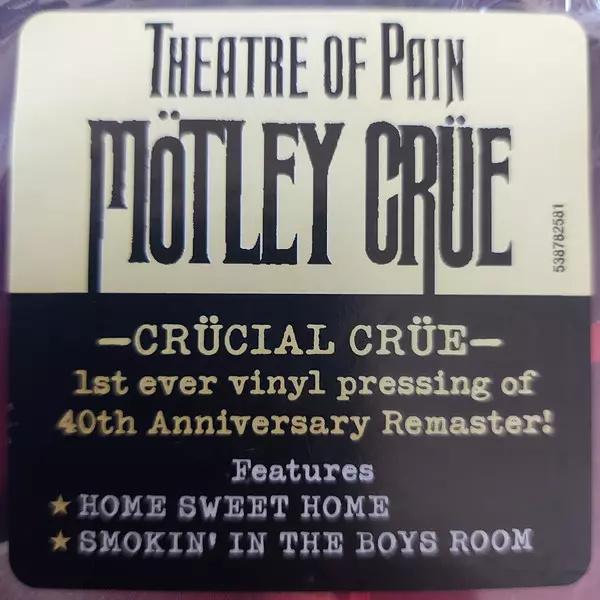 THEATRE OF PAIN
MÖTLEY CRÜE
538782581
—CRÜCIAL CRÜE—
1st ever vinyl pressing of
40th Anniversary Remaster!
Features
★ HOME SWEET HOME
★ SMOKIN' IN THE BOYS ROOM